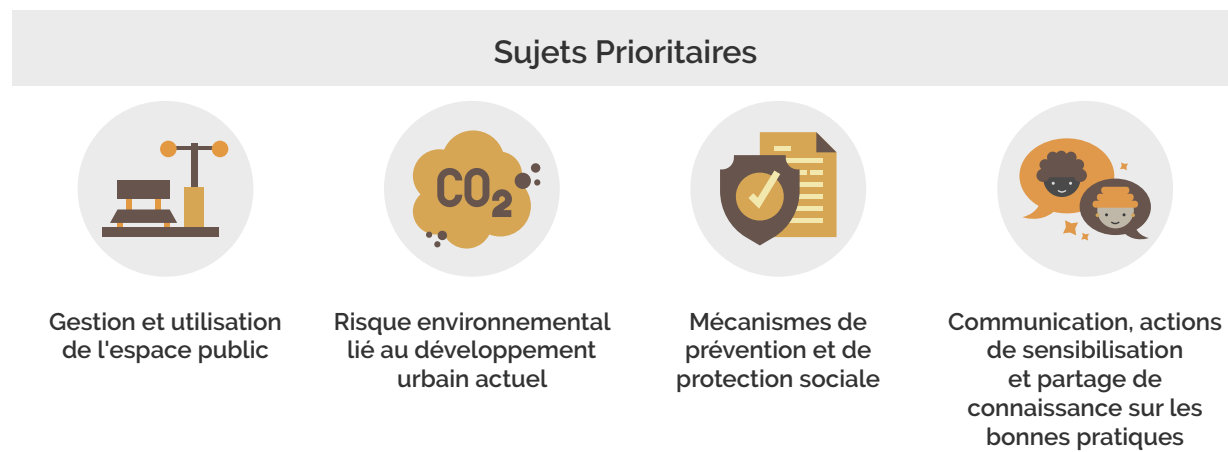 Sujets Prioritaires
CO2
Gestion et utilisation
de l'espace public
Risque environnemental
lié au développement
urbain actuel
Mécanismes de
prévention et de
protection sociale
Communication, actions
de sensibilisation
et partage de
connaissance sur les
bonnes pratiques